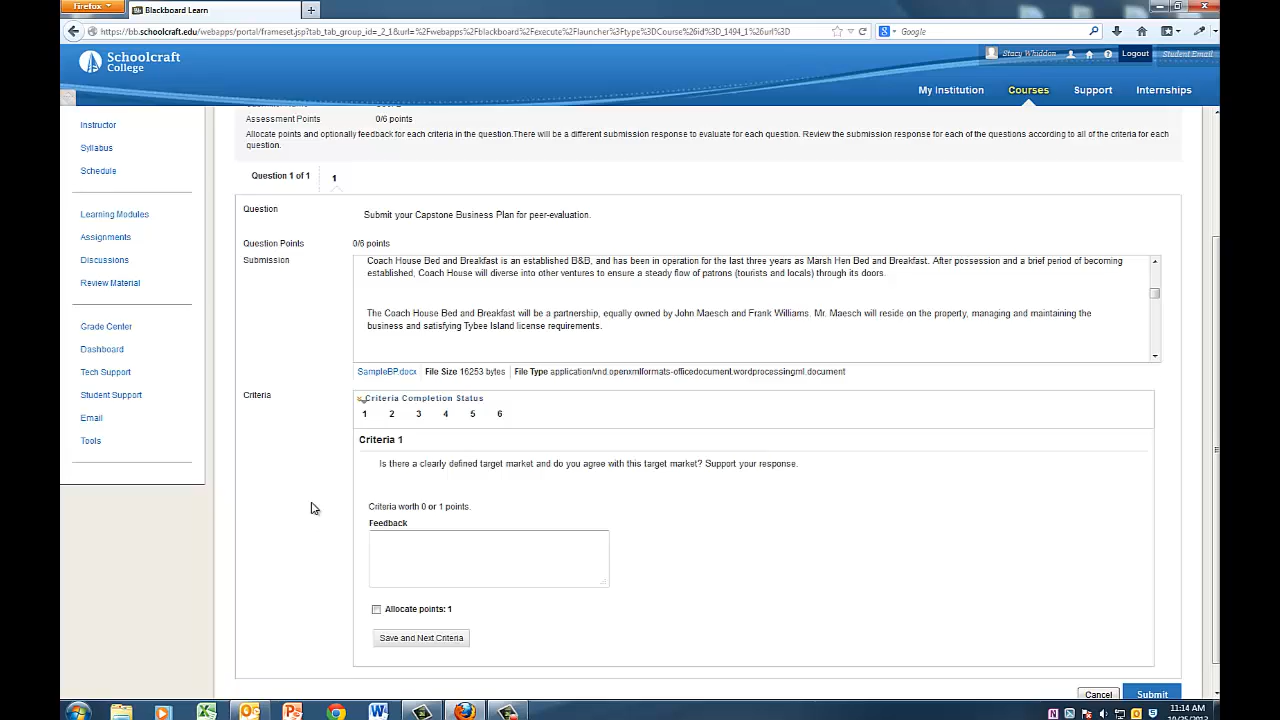 Firefox
Blackboard Learn
https://bb.schoolcraft.edu/webapps/portal/frameset.jsp?tab_tab_group_id=_2_1&url=%2Fwebapps%2Fblackboard%2Fexecute%2Flauncher%3Ftype%3DCourse%26id%3D_1494_1%26url%3D
Google
Schoolcraft
College
Stacy Whiddon
Logout
Student Email
My Institution
Courses
Support
Internships
Instructor
Syllabus
Schedule
Learning Modules
Assignments
Discussions
Review Material
Grade Center
Dashboard
Tech Support
Student Support
Email
Tools
Assessment Points 0/6 points
Allocate points and optionally feedback for each criteria in the question.There will be a different submission response to evaluate for each question. Review the submission response for each of the questions according to all of the criteria for each
question.
Question 1 of 1 1
Question Submit your Capstone Business Plan for peer-evaluation.
Question Points 0/6 points
Submission
Coach House Bed and Breakfast is an established B&B, and has been in operation for the last three years as Marsh Hen Bed and Breakfast. After possession and a brief period of becoming
established, Coach House will diverse into other ventures to ensure a steady flow of patrons (tourists and locals) through its doors.
The Coach House Bed and Breakfast will be a partnership, equally owned by John Maesch and Frank Williams. Mr. Maesch will reside on the property, managing and maintaining the
business and satisfying Tybee Island license requirements.
SampleBP.docx File Size 16253 bytes File Type application/vnd.openxmlformats-officedocument.wordprocessingml.document
Criteria
Criteria Completion Status
1 2 3 4 5 6
Criteria 1
Is there a clearly defined target market and do you agree with this target market? Support your response.
Criteria worth 0 or 1 points.
Feedback
Allocate points: 1
Save and Next Criteria
Cancel
Submit
11:14 AM